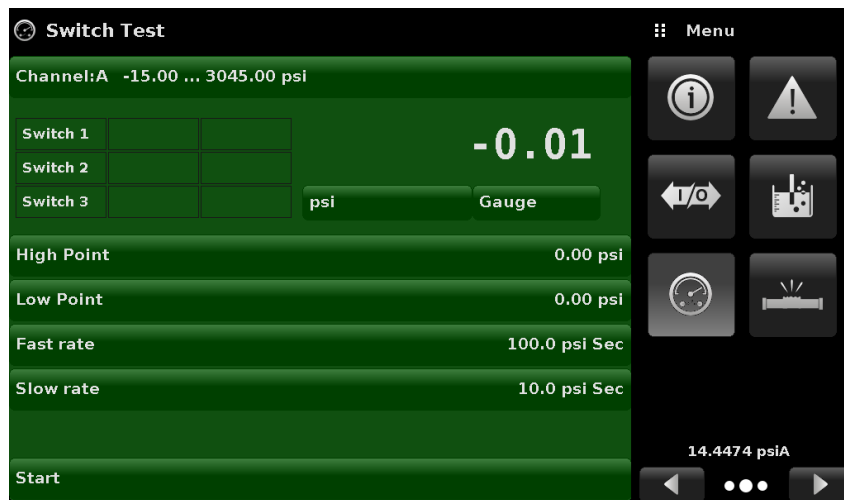 Switch Test
Menu
Channel:A -15.00 ... 3045.00 psi
Switch 1
Switch 2
Switch 3
-0.01
psi
Gauge
High Point 0.00 psi
Low Point 0.00 psi
Fast rate 100.0 psi Sec
Slow rate 10.0 psi Sec
Start
I/O
14.4474 psiA